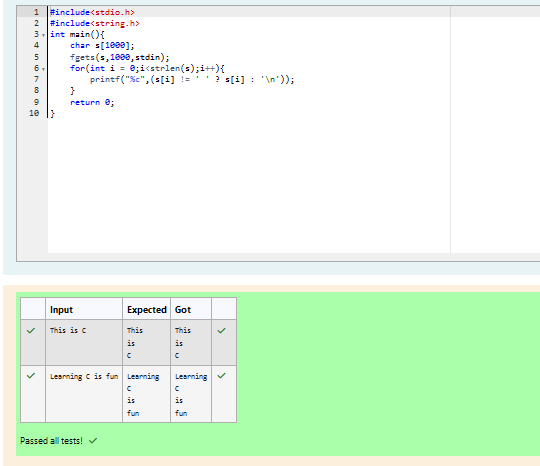 1 #include<stdio.h>
2 #include<string.h>
3 int main(){
4 char s[1000];
5 fgets(s,1000,stdin);
6 for(int i = 0;i<strlen(s);i++){
7 printf("%c",(s[i] != ' ' ? s[i] : '\n'));
8 }
9 return 0;
10 }
Input Expected Got
This is C This This
is is
C C
Learning C is fun Learning Learning
C C
is is
fun fun
Passed all tests!